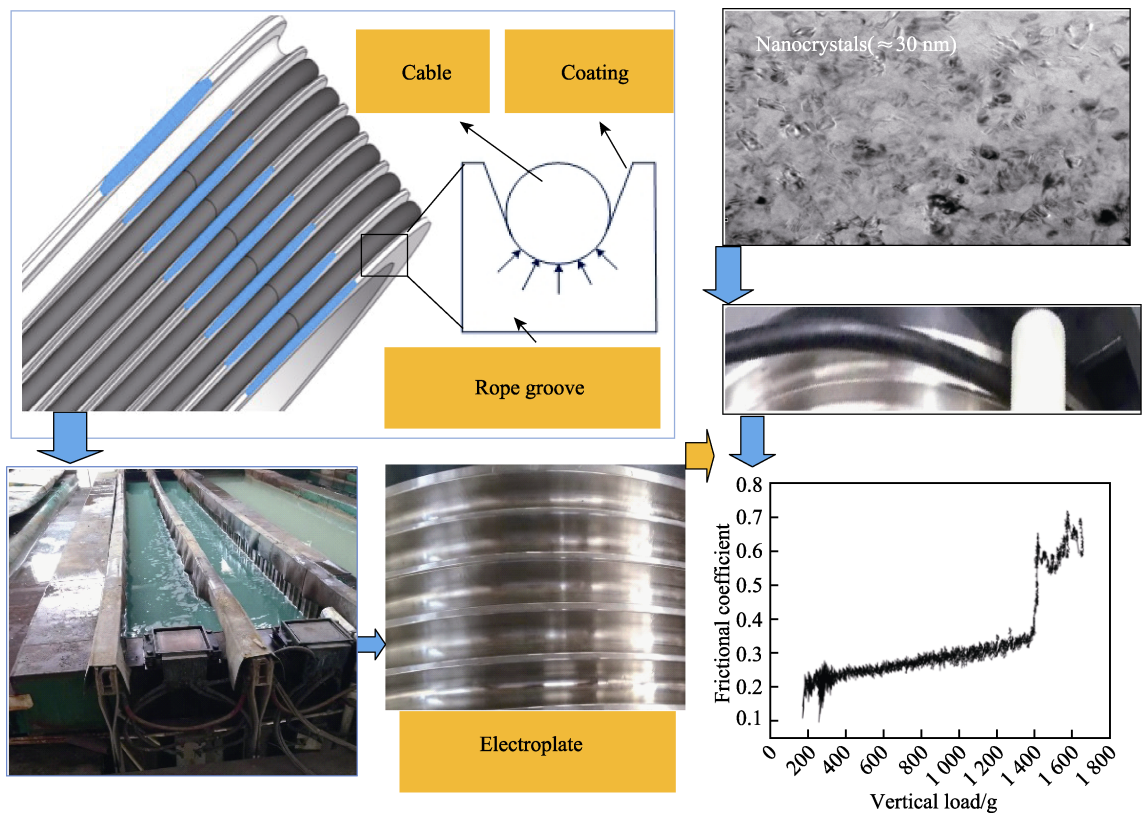 Cable
Coating
Rope groove
Nanocrystals(≈30 nm)
Electroplate
Frictional coefficient
0.8
0.7
0.6
0.5
0.4
0.3
0.2
0.1
0
200
400
600
800
1 000
1 200
1 400
1 600
1 800
Vertical load/g